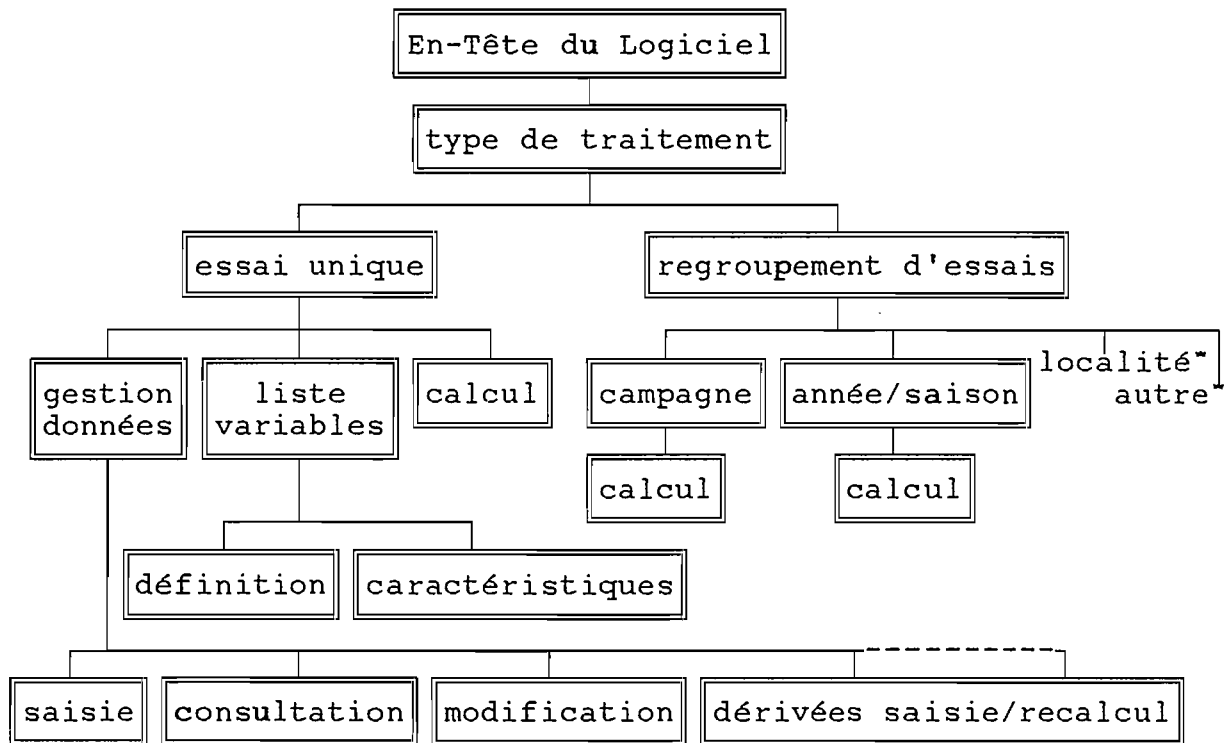 En-Tête du Logiciel
type de traitement
essai unique
regroupement d'essais
gestion
données
liste
variables
calcul
campagne
année/saison
localité*
autre*
calcul
calcul
définition
caractéristiques
saisie
consultation
modification
dérivées saisie/recalcul